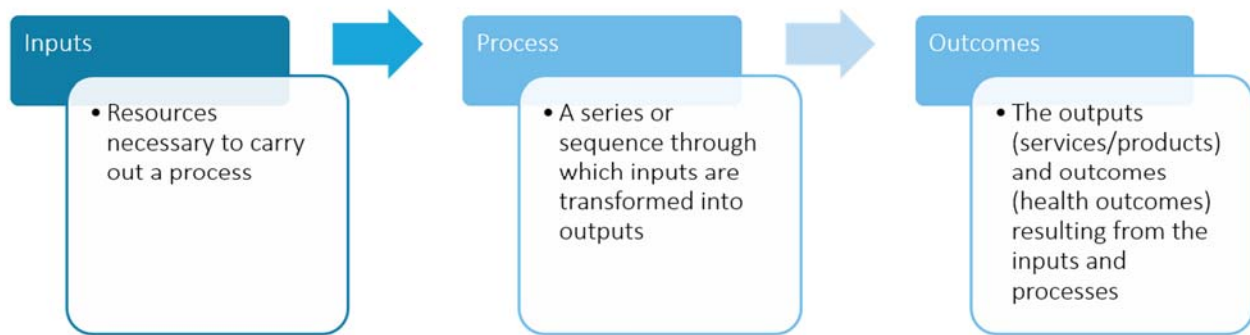 Inputs
• Resources
necessary to carry
out a process
Process
• A series or
sequence through
which inputs are
transformed into
outputs
Outcomes
• The outputs
(services/products)
and outcomes
(health outcomes)
resulting from the
inputs and
processes